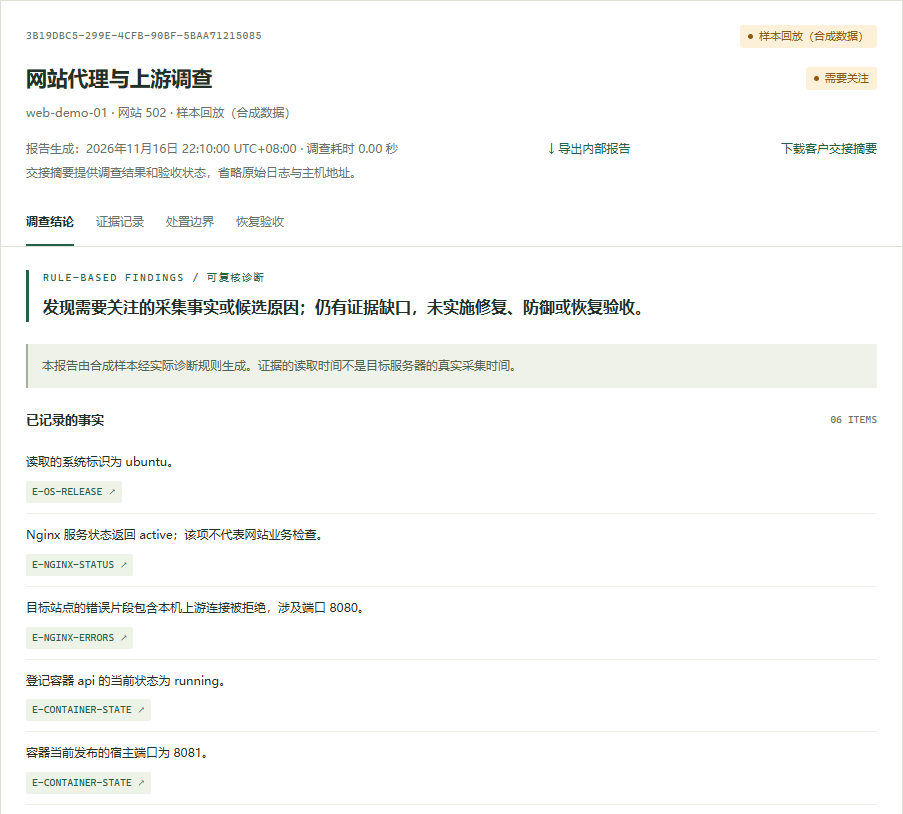 3B19DBC5-299E-4CFB-90BF-5BAA71215085
样本回放（合成数据）
网站代理与上游调查
需要关注
web-demo-01 · 网站 502 · 样本回放（合成数据）
报告生成：2026年11月16日 22:10:00 UTC+08:00 · 调查耗时 0.00 秒
↓ 导出内部报告
下载客户交接摘要
交接摘要提供调查结果和验收状态，省略原始日志与主机地址。
调查结论 证据记录 处置边界 恢复验收
RULE-BASED FINDINGS / 可复核诊断
发现需要关注的采集事实或候选原因；仍有证据缺口，未实施修复、防御或恢复验收。
本报告由合成样本经实际诊断规则生成。证据的读取时间不是目标服务器的真实采集时间。
已记录的事实
06 ITEMS
读取的系统标识为 ubuntu。
E-OS-RELEASE ↗
Nginx 服务状态返回 active；该项不代表网站业务检查。
E-NGINX-STATUS ↗
目标站点的错误片段包含本机上游连接被拒绝，涉及端口 8080。
E-NGINX-ERRORS ↗
登记容器 api 的当前状态为 running。
E-CONTAINER-STATE ↗
容器当前发布的宿主端口为 8081。
E-CONTAINER-STATE ↗